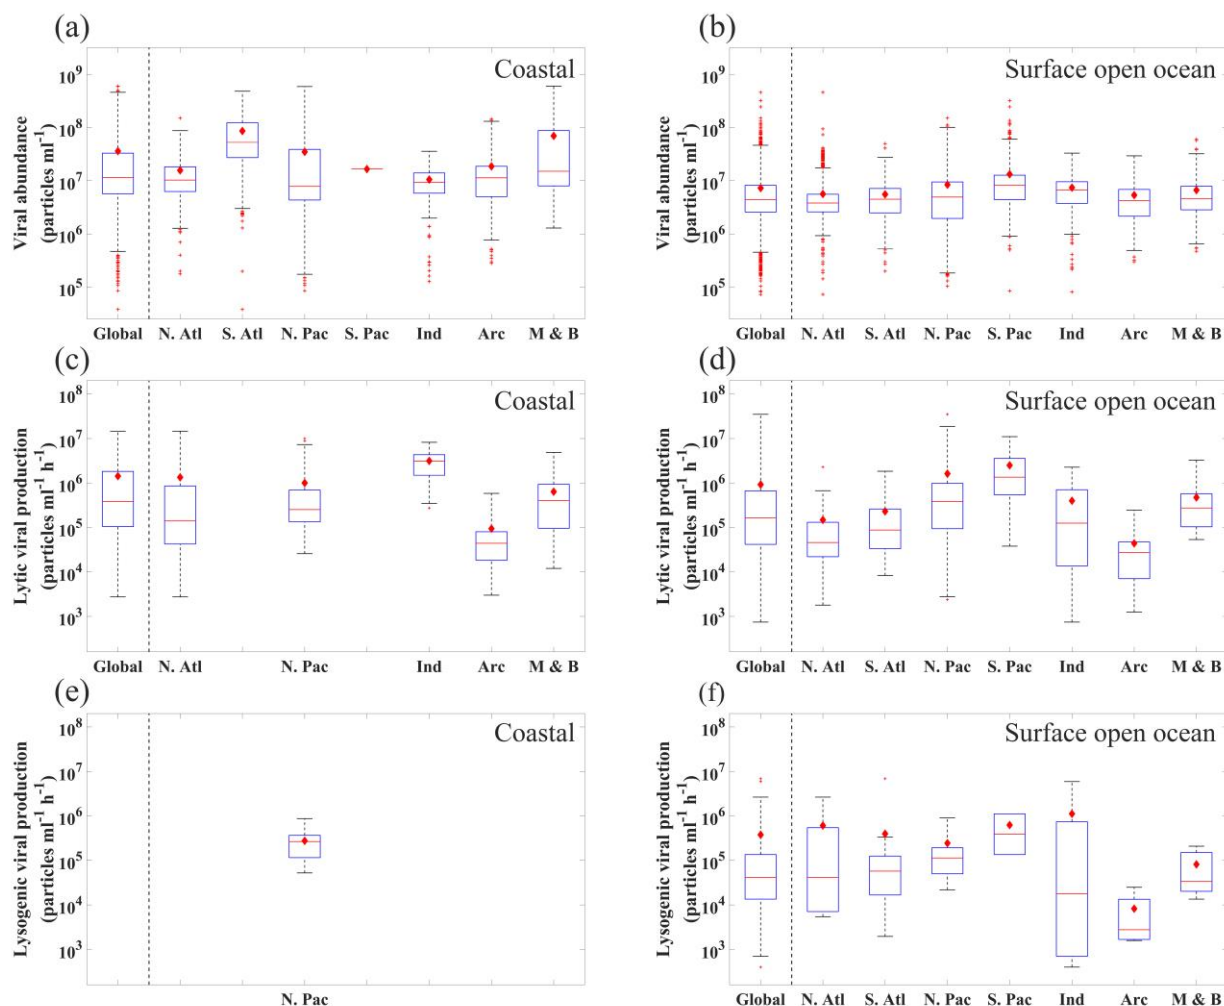 (a)
Coastal
Viral abundance
(particles ml⁻¹)
10⁹
10⁸
10⁷
10⁶
10⁵
Global N. Atl S. Atl N. Pac S. Pac Ind Arc M & B
(b)
Surface open ocean
Viral abundance
(particles ml⁻¹)
10⁹
10⁸
10⁷
10⁶
10⁵
Global N. Atl S. Atl N. Pac S. Pac Ind Arc M & B
(c)
Coastal
Lytic viral production
(particles ml⁻¹ h⁻¹)
10⁸
10⁷
10⁶
10⁵
10⁴
10³
Global N. Atl N. Pac Ind Arc M & B
(d)
Surface open ocean
Lytic viral production
(particles ml⁻¹ h⁻¹)
10⁸
10⁷
10⁶
10⁵
10⁴
10³
Global N. Atl S. Atl N. Pac S. Pac Ind Arc M & B
(e)
Coastal
Lysogenic viral production
(particles ml⁻¹ h⁻¹)
10⁸
10⁷
10⁶
10⁵
10⁴
10³
N. Pac
(f)
Surface open ocean
Lysogenic viral production
(particles ml⁻¹ h⁻¹)
10⁸
10⁷
10⁶
10⁵
10⁴
10³
Global N. Atl S. Atl N. Pac S. Pac Ind Arc M & B